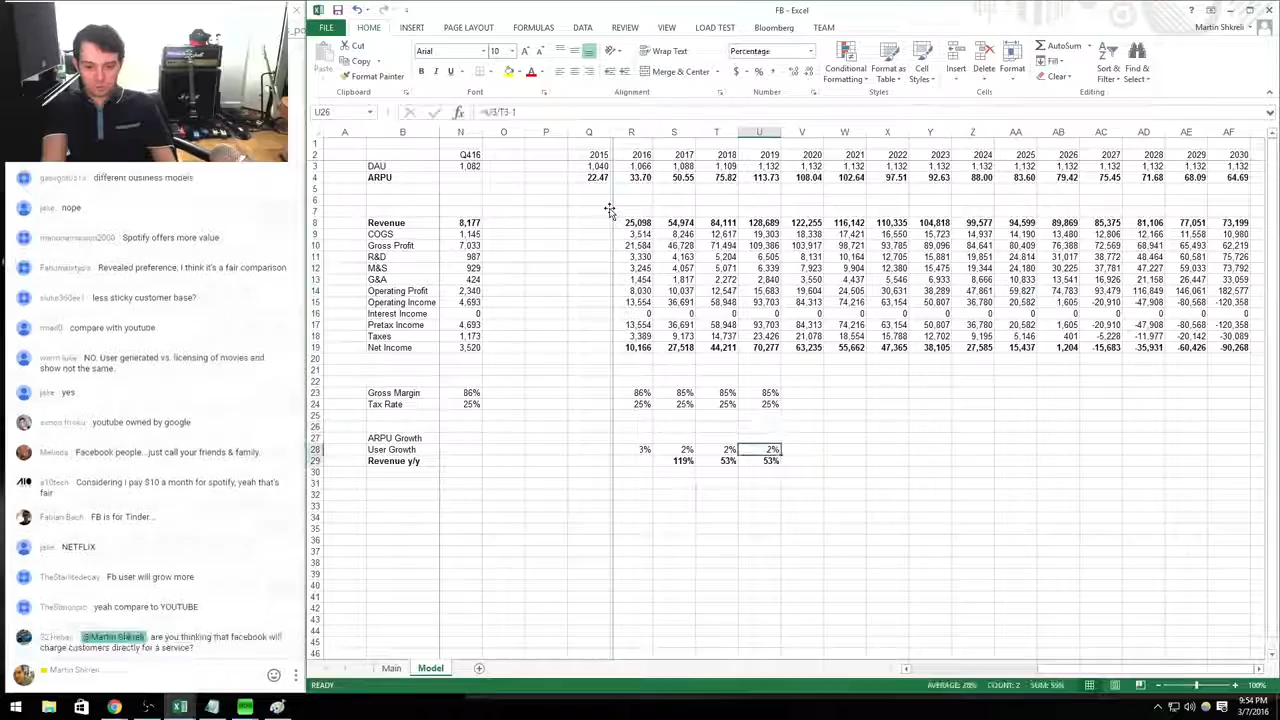 FB - Excel
FILE HOME INSERT PAGE LAYOUT FORMULAS DATA REVIEW VIEW LOAD TEST Bloomberg TEAM Martin Shkreli
Paste Cut Copy Format Painter Clipboard
Arial 10 Font
Wrap Text Merge & Center Alignment
Percentage Number
Conditional Formatting Format as Table Cell Styles Styles
Insert Delete Format Cells
AutoSum Fill Clear Sort & Filter Find & Select Editing
U26
A B N O P Q R S T U V W X Y Z AA AB AC AD AE AF
Q416 2015 2016 2017 2018 2019 2020 2021 2022 2023 2024 2025 2026 2027 2028 2029 2030
DAU 1,082 1,040 1,066 1,088 1,109 1,132 1,132 1,132 1,132 1,132 1,132 1,132 1,132 1,132 1,132 1,132 1,132
ARPU 22.47 33.70 50.55 75.82 113.73 108.04 102.64 97.51 92.63 88.00 83.60 79.42 75.45 71.68 68.09 64.69
Revenue 8,177 25,098 54,974 84,111 128,689 122,255 116,142 110,335 104,818 99,577 94,599 89,869 85,375 81,106 77,051 73,199
COGS 1,145 3,514 8,246 12,617 19,303 18,338 17,421 16,550 15,723 14,937 14,190 13,480 12,806 12,166 11,558 10,980
Gross Profit 7,033 21,584 46,728 71,494 109,386 103,917 98,721 93,785 89,096 84,641 80,409 76,388 72,569 68,941 65,493 62,219
R&D 987 3,330 4,163 5,204 6,505 8,131 10,164 12,705 15,881 19,851 24,814 31,017 38,772 48,464 60,581 75,726
M&S 929 3,245 4,057 5,071 6,339 7,923 9,904 12,380 15,475 19,344 24,180 30,225 37,781 47,227 59,033 73,792
G&A 424 1,454 1,817 2,272 2,840 3,550 4,437 5,546 6,933 8,666 10,833 13,541 16,926 21,158 26,447 33,059
Operating Profit 2,340 8,030 10,037 12,547 15,683 19,604 24,505 30,631 38,289 47,861 59,827 74,783 93,479 116,849 146,061 182,577
Operating Income 4,693 13,554 36,691 58,948 93,703 84,313 74,216 63,154 50,807 36,780 20,582 1,605 -20,910 -47,908 -80,568 -120,358
Interest Income 0 0 0 0 0 0 0 0 0 0 0 0 0 0 0 0
Pretax Income 4,693 13,554 36,691 58,948 93,703 84,313 74,216 63,154 50,807 36,780 20,582 1,605 -20,910 -47,908 -80,568 -120,358
Taxes 1,173 3,389 9,173 14,737 23,426 21,078 18,554 15,788 12,702 9,195 5,146 401 -5,228 -11,977 -20,142 -30,089
Net Income 3,520 10,166 27,518 44,211 70,277 63,235 55,662 47,365 38,105 27,585 15,437 1,204 -15,683 -35,931 -60,426 -90,268
Gross Margin 86% 86% 85% 85% 85%
Tax Rate 25% 25% 25% 25% 25%
ARPU Growth
User Growth 3% 2% 2% 2%
Revenue y/y 119% 53% 53%
Main Model
READY
COUNT: 2
100%
9:54 PM
3/7/2016
different business models
jake nope
Spotify offers more value
Revealed preference, I think it's a fair comparison
less sticky customer base?
compare with youtube
NO. User generated vs. licensing of movies and
show not the same.
jake yes
youtube owned by google
Melinda Facebook people...just call your friends & family.
a10tech Considering I pay $10 a month for spotify, yeah that's
fair
Fabian Bach FB is for Tinder...
jake NETFLIX
TheStarlitedecay Fb user will grow more
yeah compare to YOUTUBE
@Martin Shkreli are you thinking that facebook will
charge customers directly for a service?
Martin Shkreli